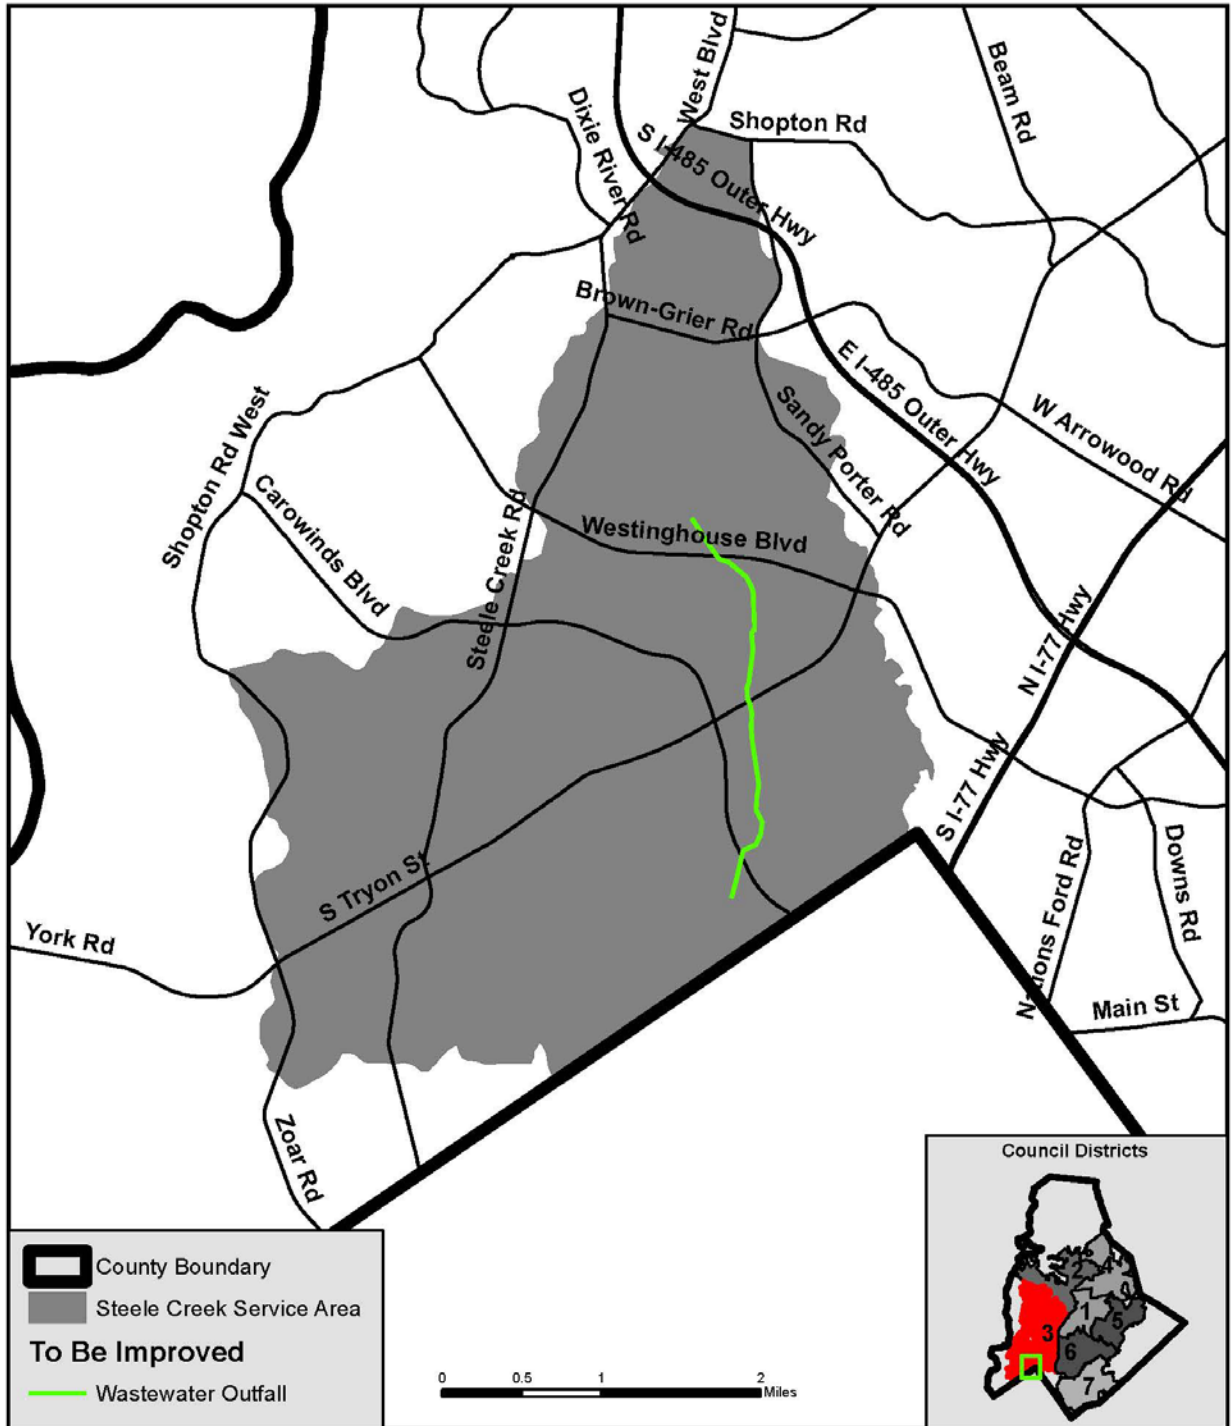 West Blvd
Beam Rd
Dixie River Rd
Shopton Rd
S I-485 Outer Hwy
Brown-Grier Rd
E I-485 Outer Hwy
Sandy Porter Rd
W Arrowood Rd
Shopton Rd West
Carowinds Blvd
Steele Creek Rd
Westinghouse Blvd
N I-77 Hwy
S I-77 Hwy
S Tryon St
York Rd
Nations Ford Rd
Downs Rd
Main St
Zoar Rd
County Boundary
Steele Creek Service Area
To Be Improved
Wastewater Outfall
0 0.5 1 2
Miles
Council Districts
2
4
1
5
3
6
7